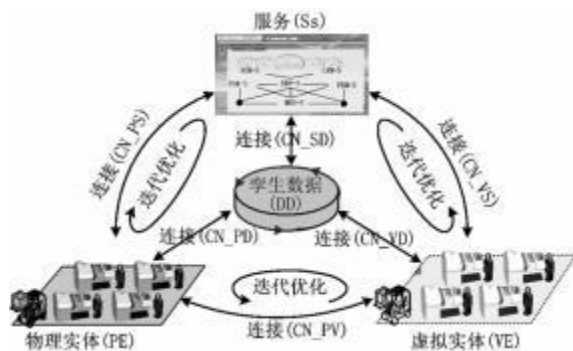 服务(Ss)
连接(CN_PS)
迭代优化
连接(CN_SD)
迭代优化
连接(CN_VS)
孪生数据
(DD)
连接(CN_PD)
连接(CN_VD)
迭代优化
连接(CN_PV)
物理实体(PE)
虚拟实体(VE)